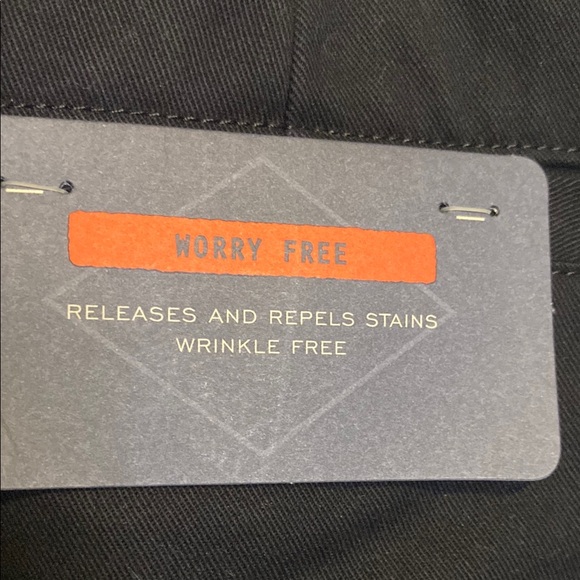 WORRY FREE
RELEASES AND REPELS STAINS
WRINKLE FREE